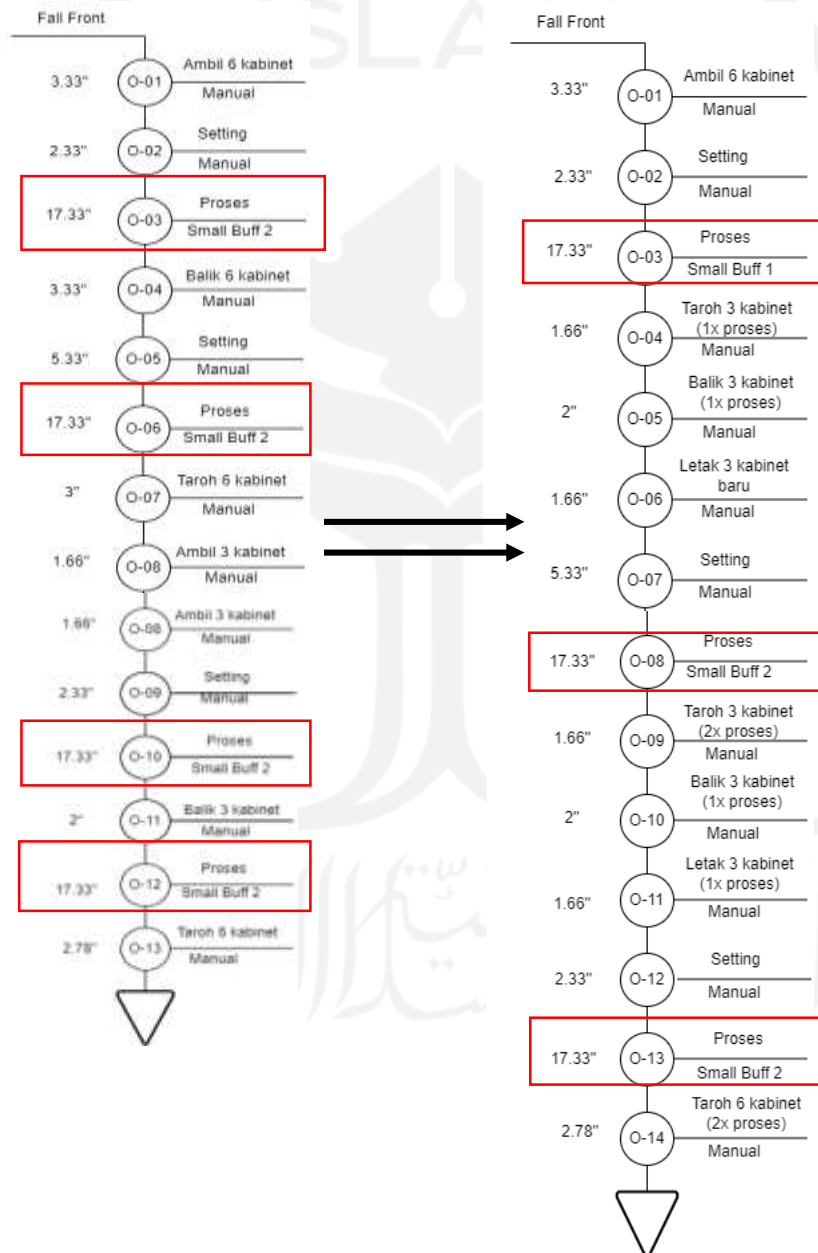 Fall Front
3.33"
O-01
Ambil 6 kabinet
Manual
2.33"
O-02
Setting
Manual
17.33"
O-03
Proses
Small Buff 2
3.33"
O-04
Balik 6 kabinet
Manual
5.33"
O-05
Setting
Manual
17.33"
O-06
Proses
Small Buff 2
3"
O-07
Taroh 6 kabinet
Manual
1.66"
O-08
Ambil 3 kabinet
Manual
1.66"
O-08
Ambil 3 kabinet
Manual
2.33"
O-09
Setting
Manual
17.33"
O-10
Proses
Small Buff 2
2"
O-11
Balik 3 kabinet
Manual
17.33"
O-12
Proses
Small Buff 2
2.78"
O-13
Taroh 6 kabinet
Manual
Fall Front
3.33"
O-01
Ambil 6 kabinet
Manual
2.33"
O-02
Setting
Manual
17.33"
O-03
Proses
Small Buff 1
1.66"
O-04
Taroh 3 kabinet
(1x proses)
Manual
2"
O-05
Balik 3 kabinet
(1x proses)
Manual
1.66"
O-06
Letak 3 kabinet
baru
Manual
5.33"
O-07
Setting
Manual
17.33"
O-08
Proses
Small Buff 2
1.66"
O-09
Taroh 3 kabinet
(2x proses)
Manual
2"
O-10
Balik 3 kabinet
(1x proses)
Manual
1.66"
O-11
Letak 3 kabinet
(1x proses)
Manual
2.33"
O-12
Setting
Manual
17.33"
O-13
Proses
Small Buff 2
2.78"
O-14
Taroh 6 kabinet
(2x proses)
Manual